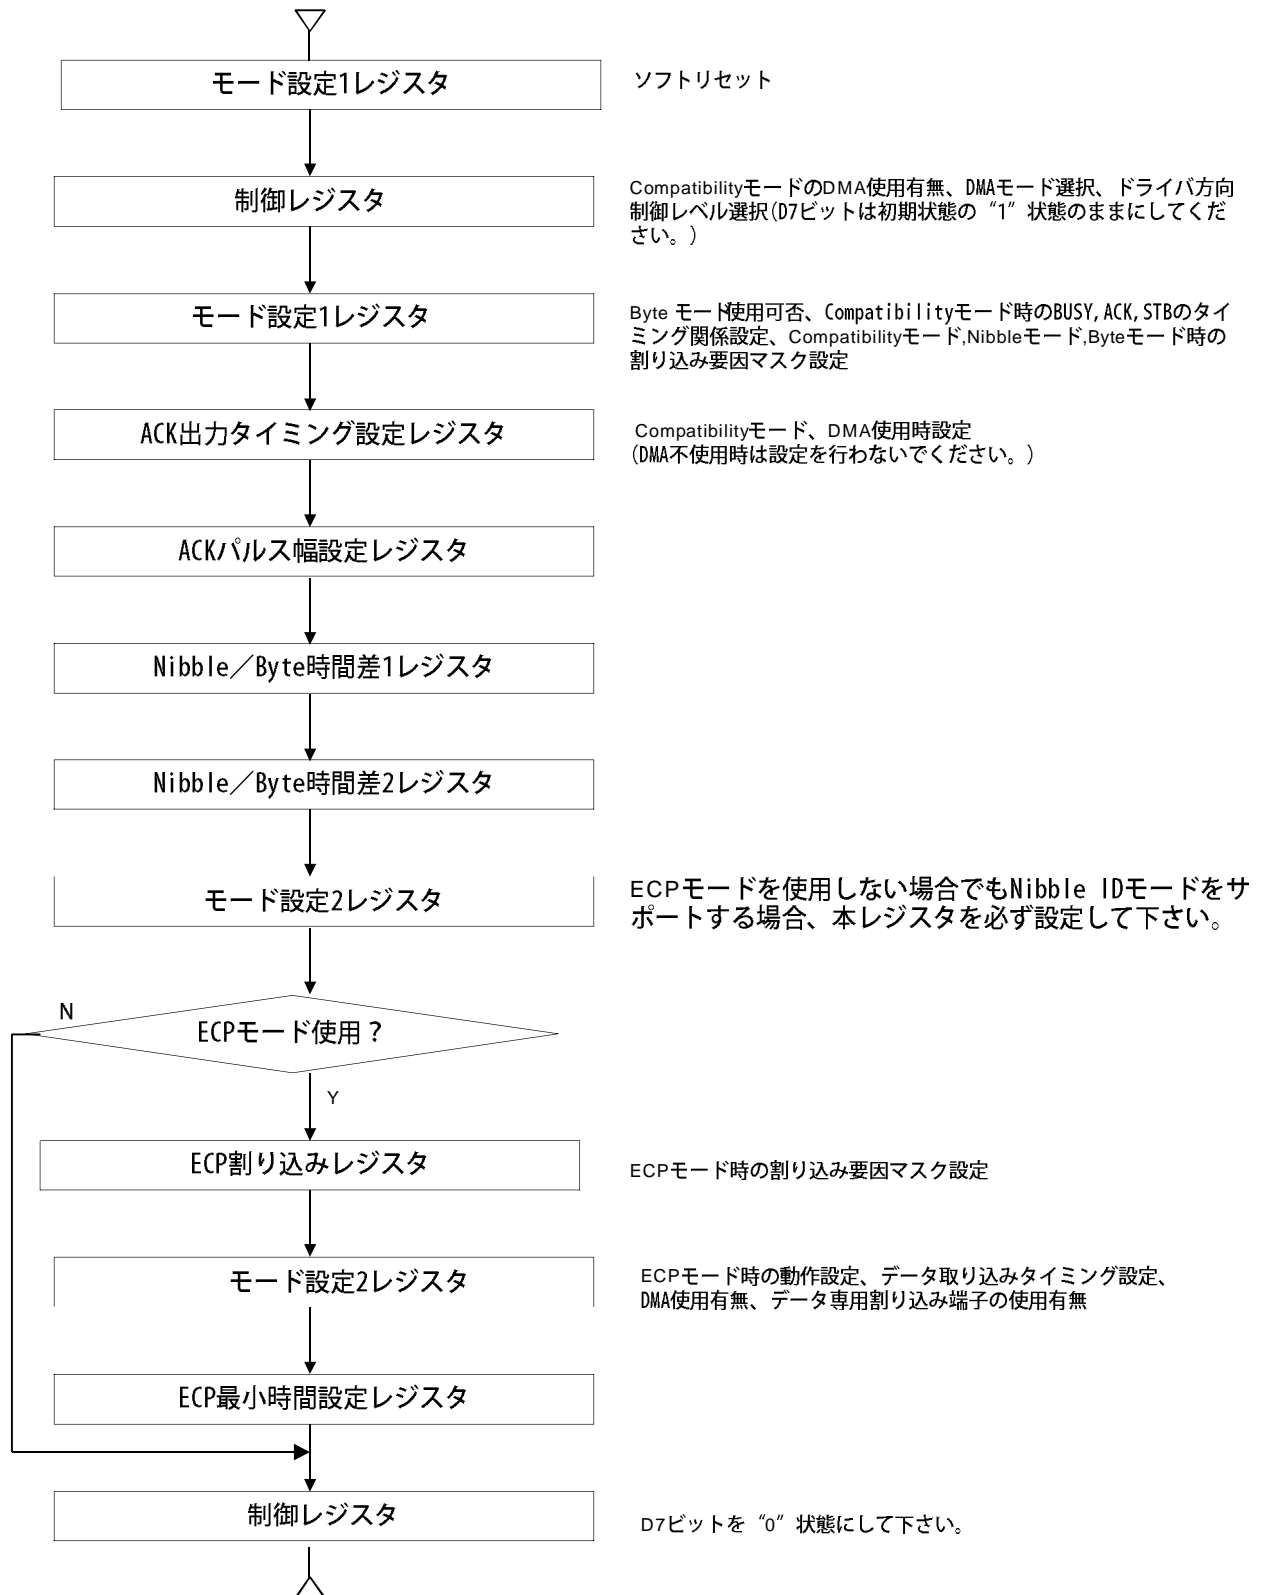 モード設定1レジスタ
ソフトリセット
制御レジスタ
CompatibilityモードのDMA使用有無、DMAモード選択、ドライバ方向
制御レベル選択(D7ビットは初期状態の“1”状態のままにしてくだ
さい。)
モード設定1レジスタ
Byte モード使用可否、Compatibilityモード時のBUSY,ACK,STBのタイ
ミング関係設定、Compatibilityモード,Nibbleモード,Byteモード時の
割り込み要因マスク設定
ACK出力タイミング設定レジスタ
Compatibilityモード、DMA使用時設定
(DMA不使用時は設定を行わないでください。)
ACKパルス幅設定レジスタ
Nibble／Byte時間差1レジスタ
Nibble／Byte時間差2レジスタ
モード設定2レジスタ
ECPモードを使用しない場合でもNibble IDモードをサ
ポートする場合、本レジスタを必ず設定して下さい。
N
ECPモード使用？
Y
ECP割り込みレジスタ
ECPモード時の割り込み要因マスク設定
モード設定2レジスタ
ECPモード時の動作設定、データ取り込みタイミング設定、
DMA使用有無、データ専用割り込み端子の使用有無
ECP最小時間設定レジスタ
制御レジスタ
D7ビットを“0”状態にして下さい。